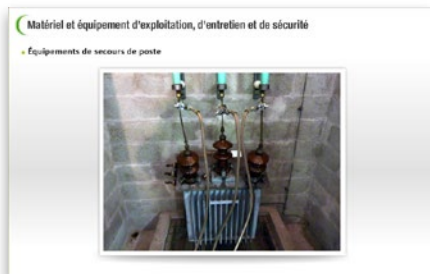 Matériel et équipement d'exploitation, d'entretien et de sécurité
Équipements de secours de poste